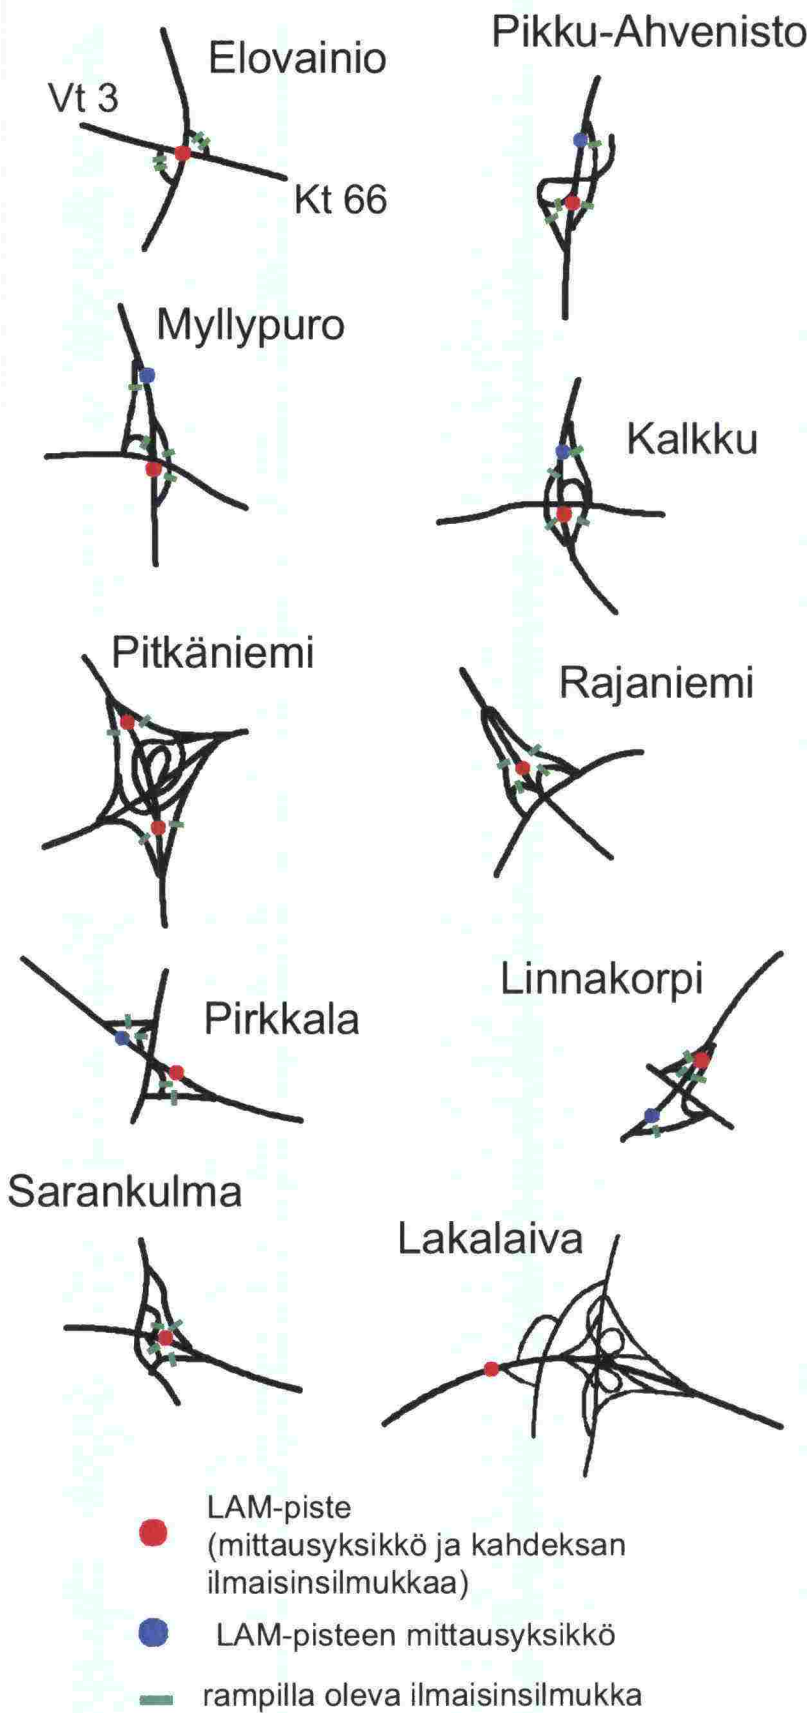 Elovainio
Pikku-Ahvenisto
Vt 3
Kt 66
Myllypuro
Kalkku
Pitkäniemi
Rajaniemi
Pirkkala
Linnakorpi
Sarankulma
Lakalaiva
LAM-piste
(mittausyksikkö ja kahdeksan
ilmaisinsilmukkaa)
LAM-pisteen mittausyksikkö
rampilla oleva ilmaisinsilmukka